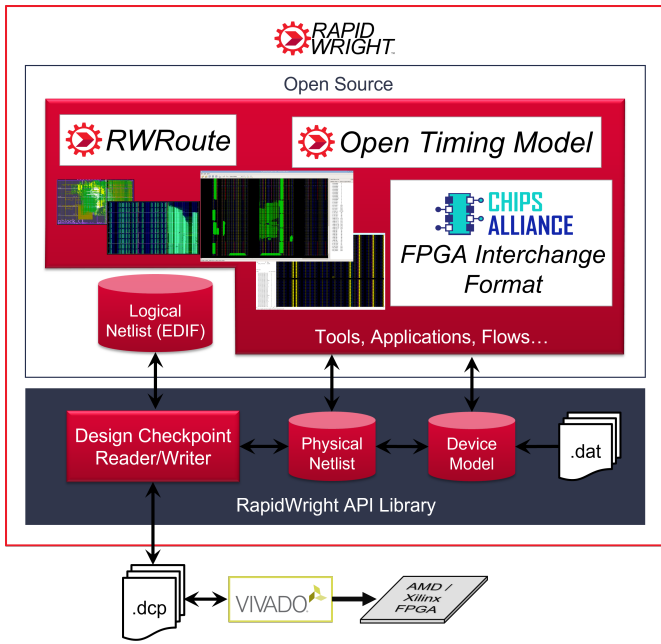 RAPID
WRIGHT
Open Source
RWRoute
Open Timing Model
CHIPS
ALLIANCE
FPGA Interchange
Format
Logical
Netlist (EDIF)
Tools, Applications, Flows…
Design Checkpoint
Reader/Writer
Physical
Netlist
Device
Model
.dat
RapidWright API Library
.dcp
VIVADO
AMD /
Xilinx
FPGA